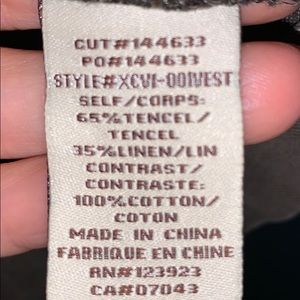 CUT#144633
PO#144633
STYLE#XCVI-001VEST
SELF/CORPS:
65%TENCEL/
TENCEL
35%LINEN/LIN
CONTRAST/
CONTRASTE:
100%COTTON/
COTON
MADE IN CHINA
FABRIQUE EN CHINE
RN#123923
CA#07043